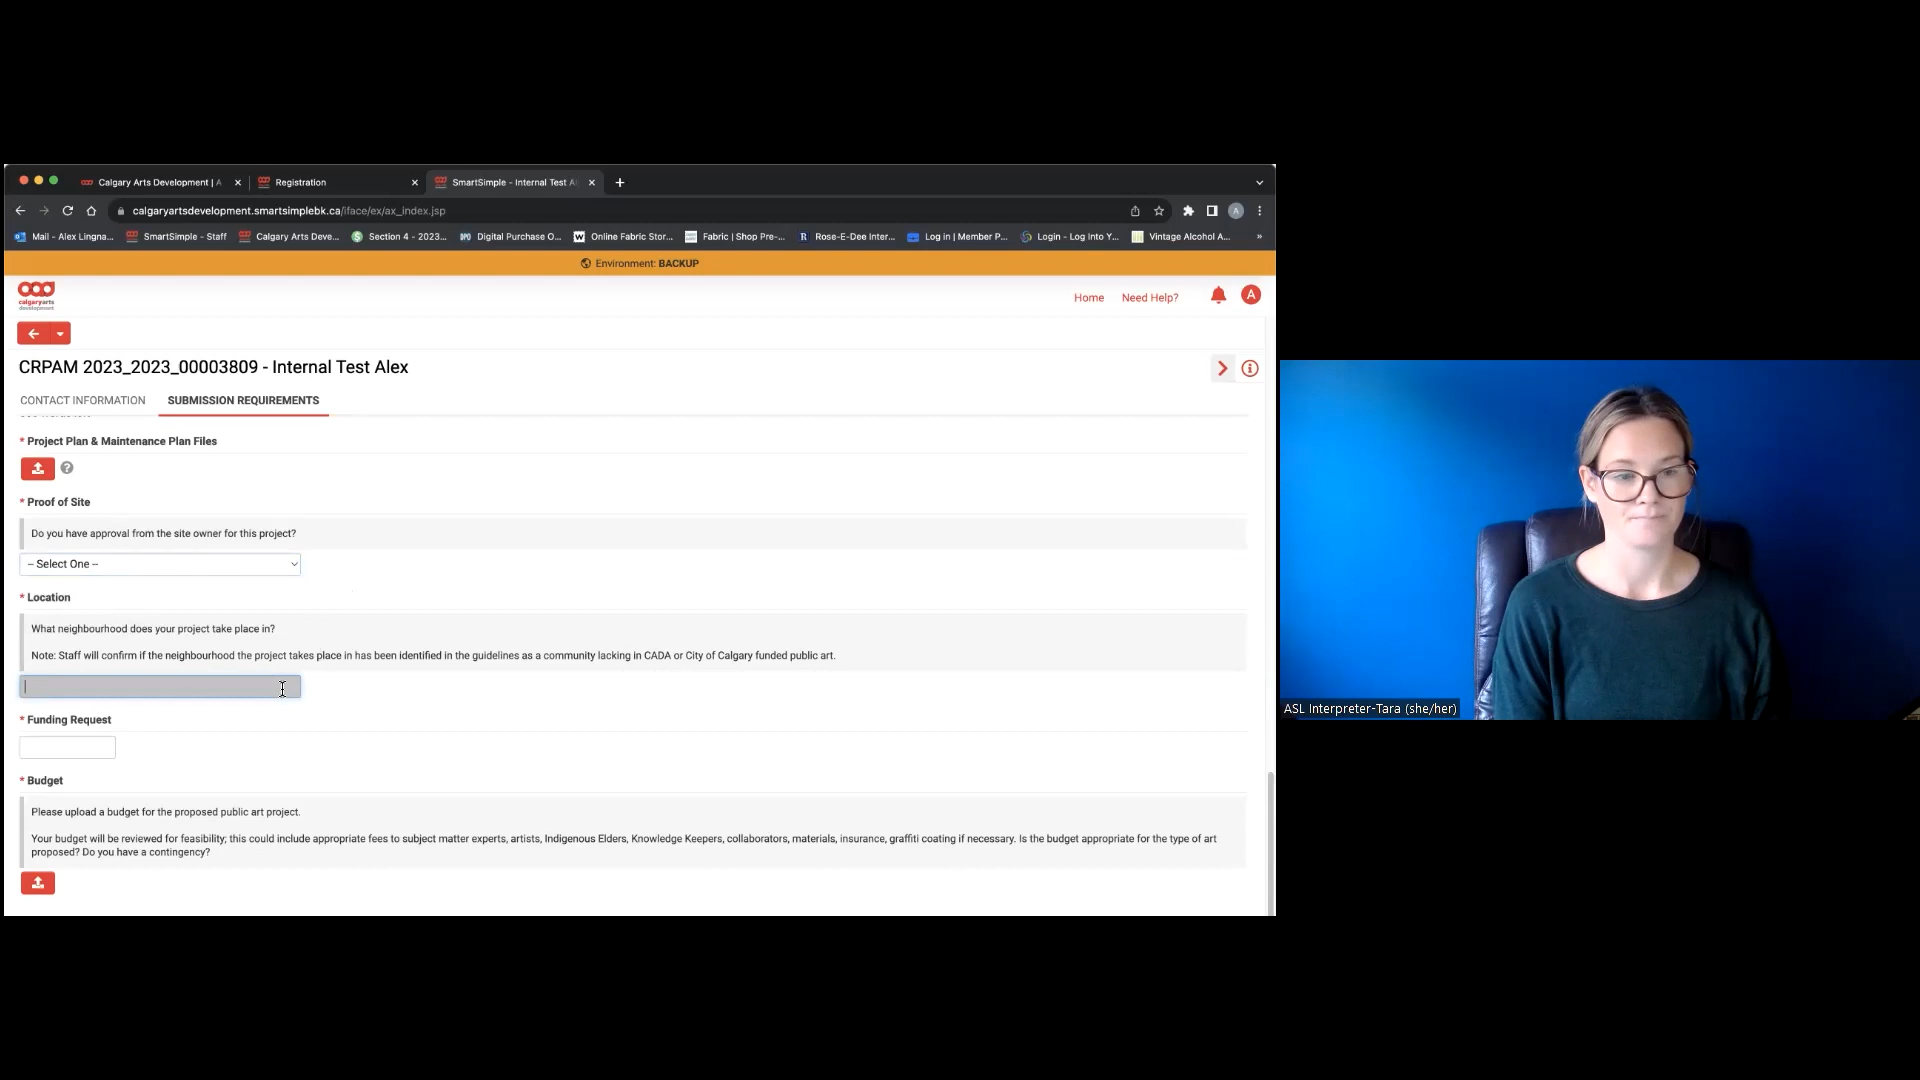 Calgary Arts Development | A
Registration
SmartSimple - Internal Test Al
calgaryartsdevelopment.smartsimplebk.ca/iface/ex/ax_index.jsp
A
Mail - Alex Lingna...
SmartSimple - Staff
Calgary Arts Deve...
Section 4 - 2023...
Digital Purchase O...
Online Fabric Stor...
Fabric | Shop Pre-...
Rose-E-Dee Inter...
Log in | Member P...
Login - Log Into Y...
Vintage Alcohol A...
»
Environment: BACKUP
calgaryarts
development
Home
Need Help?
A
CRPAM 2023_2023_00003809 - Internal Test Alex
CONTACT INFORMATION
SUBMISSION REQUIREMENTS
* Project Plan & Maintenance Plan Files
?
* Proof of Site
Do you have approval from the site owner for this project?
-- Select One --
* Location
What neighbourhood does your project take place in?
Note: Staff will confirm if the neighbourhood the project takes place in has been identified in the guidelines as a community lacking in CADA or City of Calgary funded public art.
* Funding Request
* Budget
Please upload a budget for the proposed public art project.
Your budget will be reviewed for feasibility; this could include appropriate fees to subject matter experts, artists, Indigenous Elders, Knowledge Keepers, collaborators, materials, insurance, graffiti coating if necessary. Is the budget appropriate for the type of art
proposed? Do you have a contingency?
ASL Interpreter-Tara (she/her)